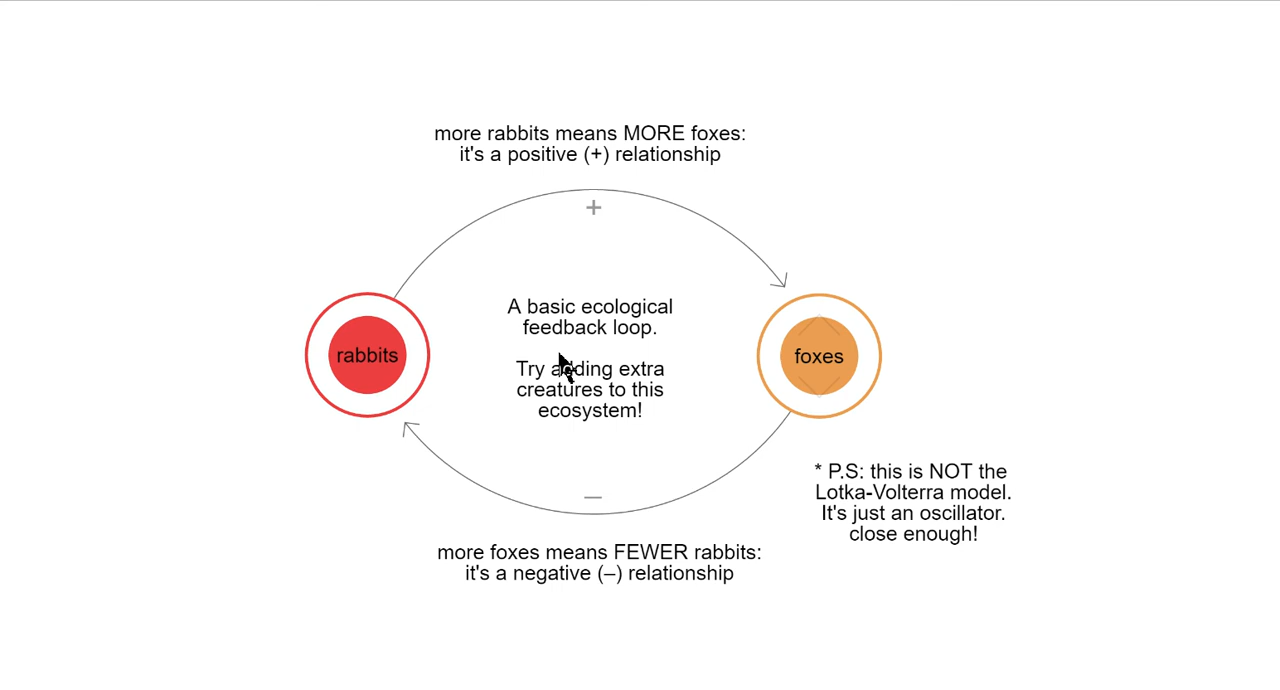 more rabbits means MORE foxes:
it's a positive (+) relationship
+
A basic ecological
feedback loop.
Try adding extra
creatures to this
ecosystem!
rabbits
foxes
–
more foxes means FEWER rabbits:
it's a negative (–) relationship
* P.S: this is NOT the
Lotka-Volterra model.
It's just an oscillator.
close enough!